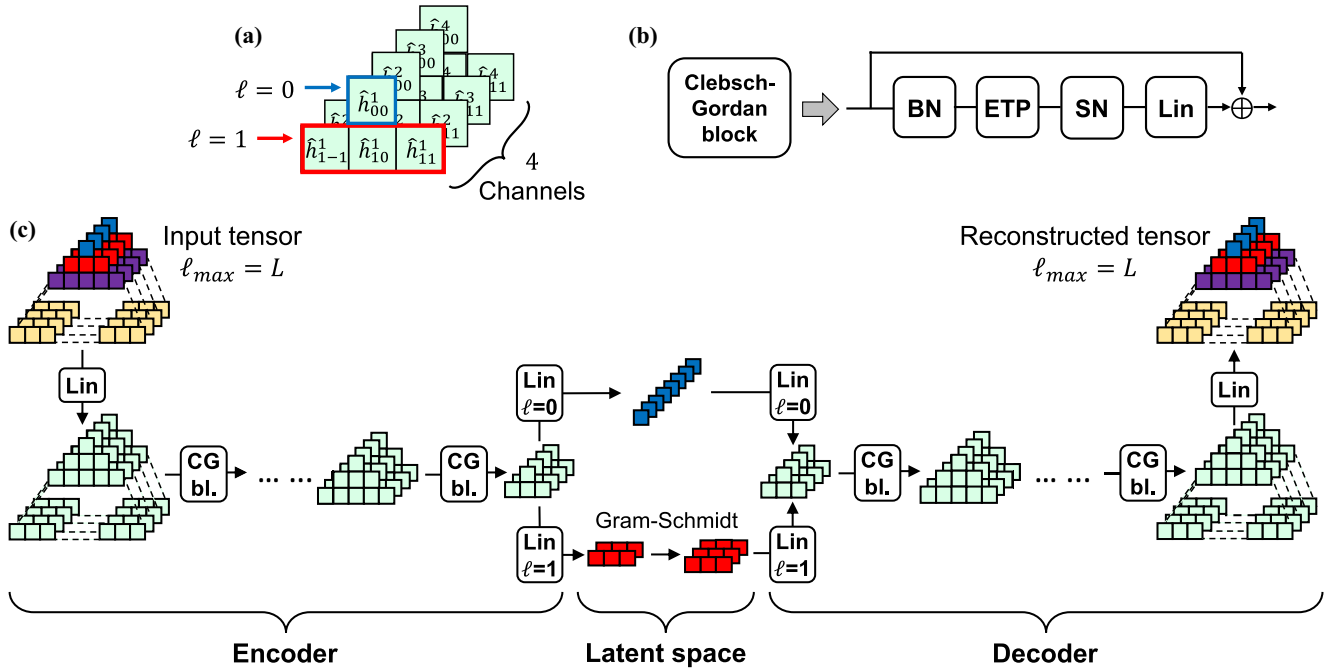 (a)
ℓ = 0
ℓ = 1
ĥ¹₀₀
ĥ¹₁₋₁ ĥ¹₁₀ ĥ¹₁₁
4
Channels
(b)
Clebsch-
Gordan
block
BN ETP SN Lin
(c)
Input tensor
ℓₘₐₓ = L
Reconstructed tensor
ℓₘₐₓ = L
Lin
CG
bl.
... ...
CG
bl.
Lin
ℓ=0
Lin
ℓ=1
Gram-Schmidt
Lin
ℓ=0
Lin
ℓ=1
CG
bl.
... ...
CG
bl.
Lin
Encoder
Latent space
Decoder